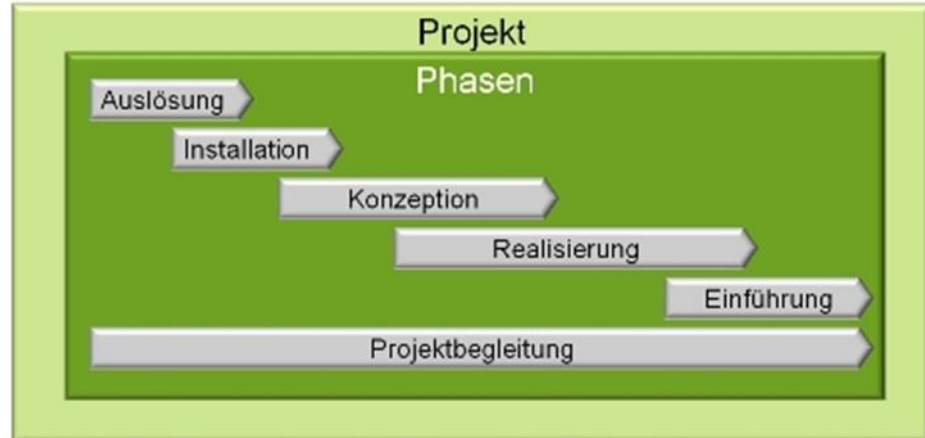 Projekt
Phasen
Auslösung
Installation
Konzeption
Realisierung
Einführung
Projektbegleitung